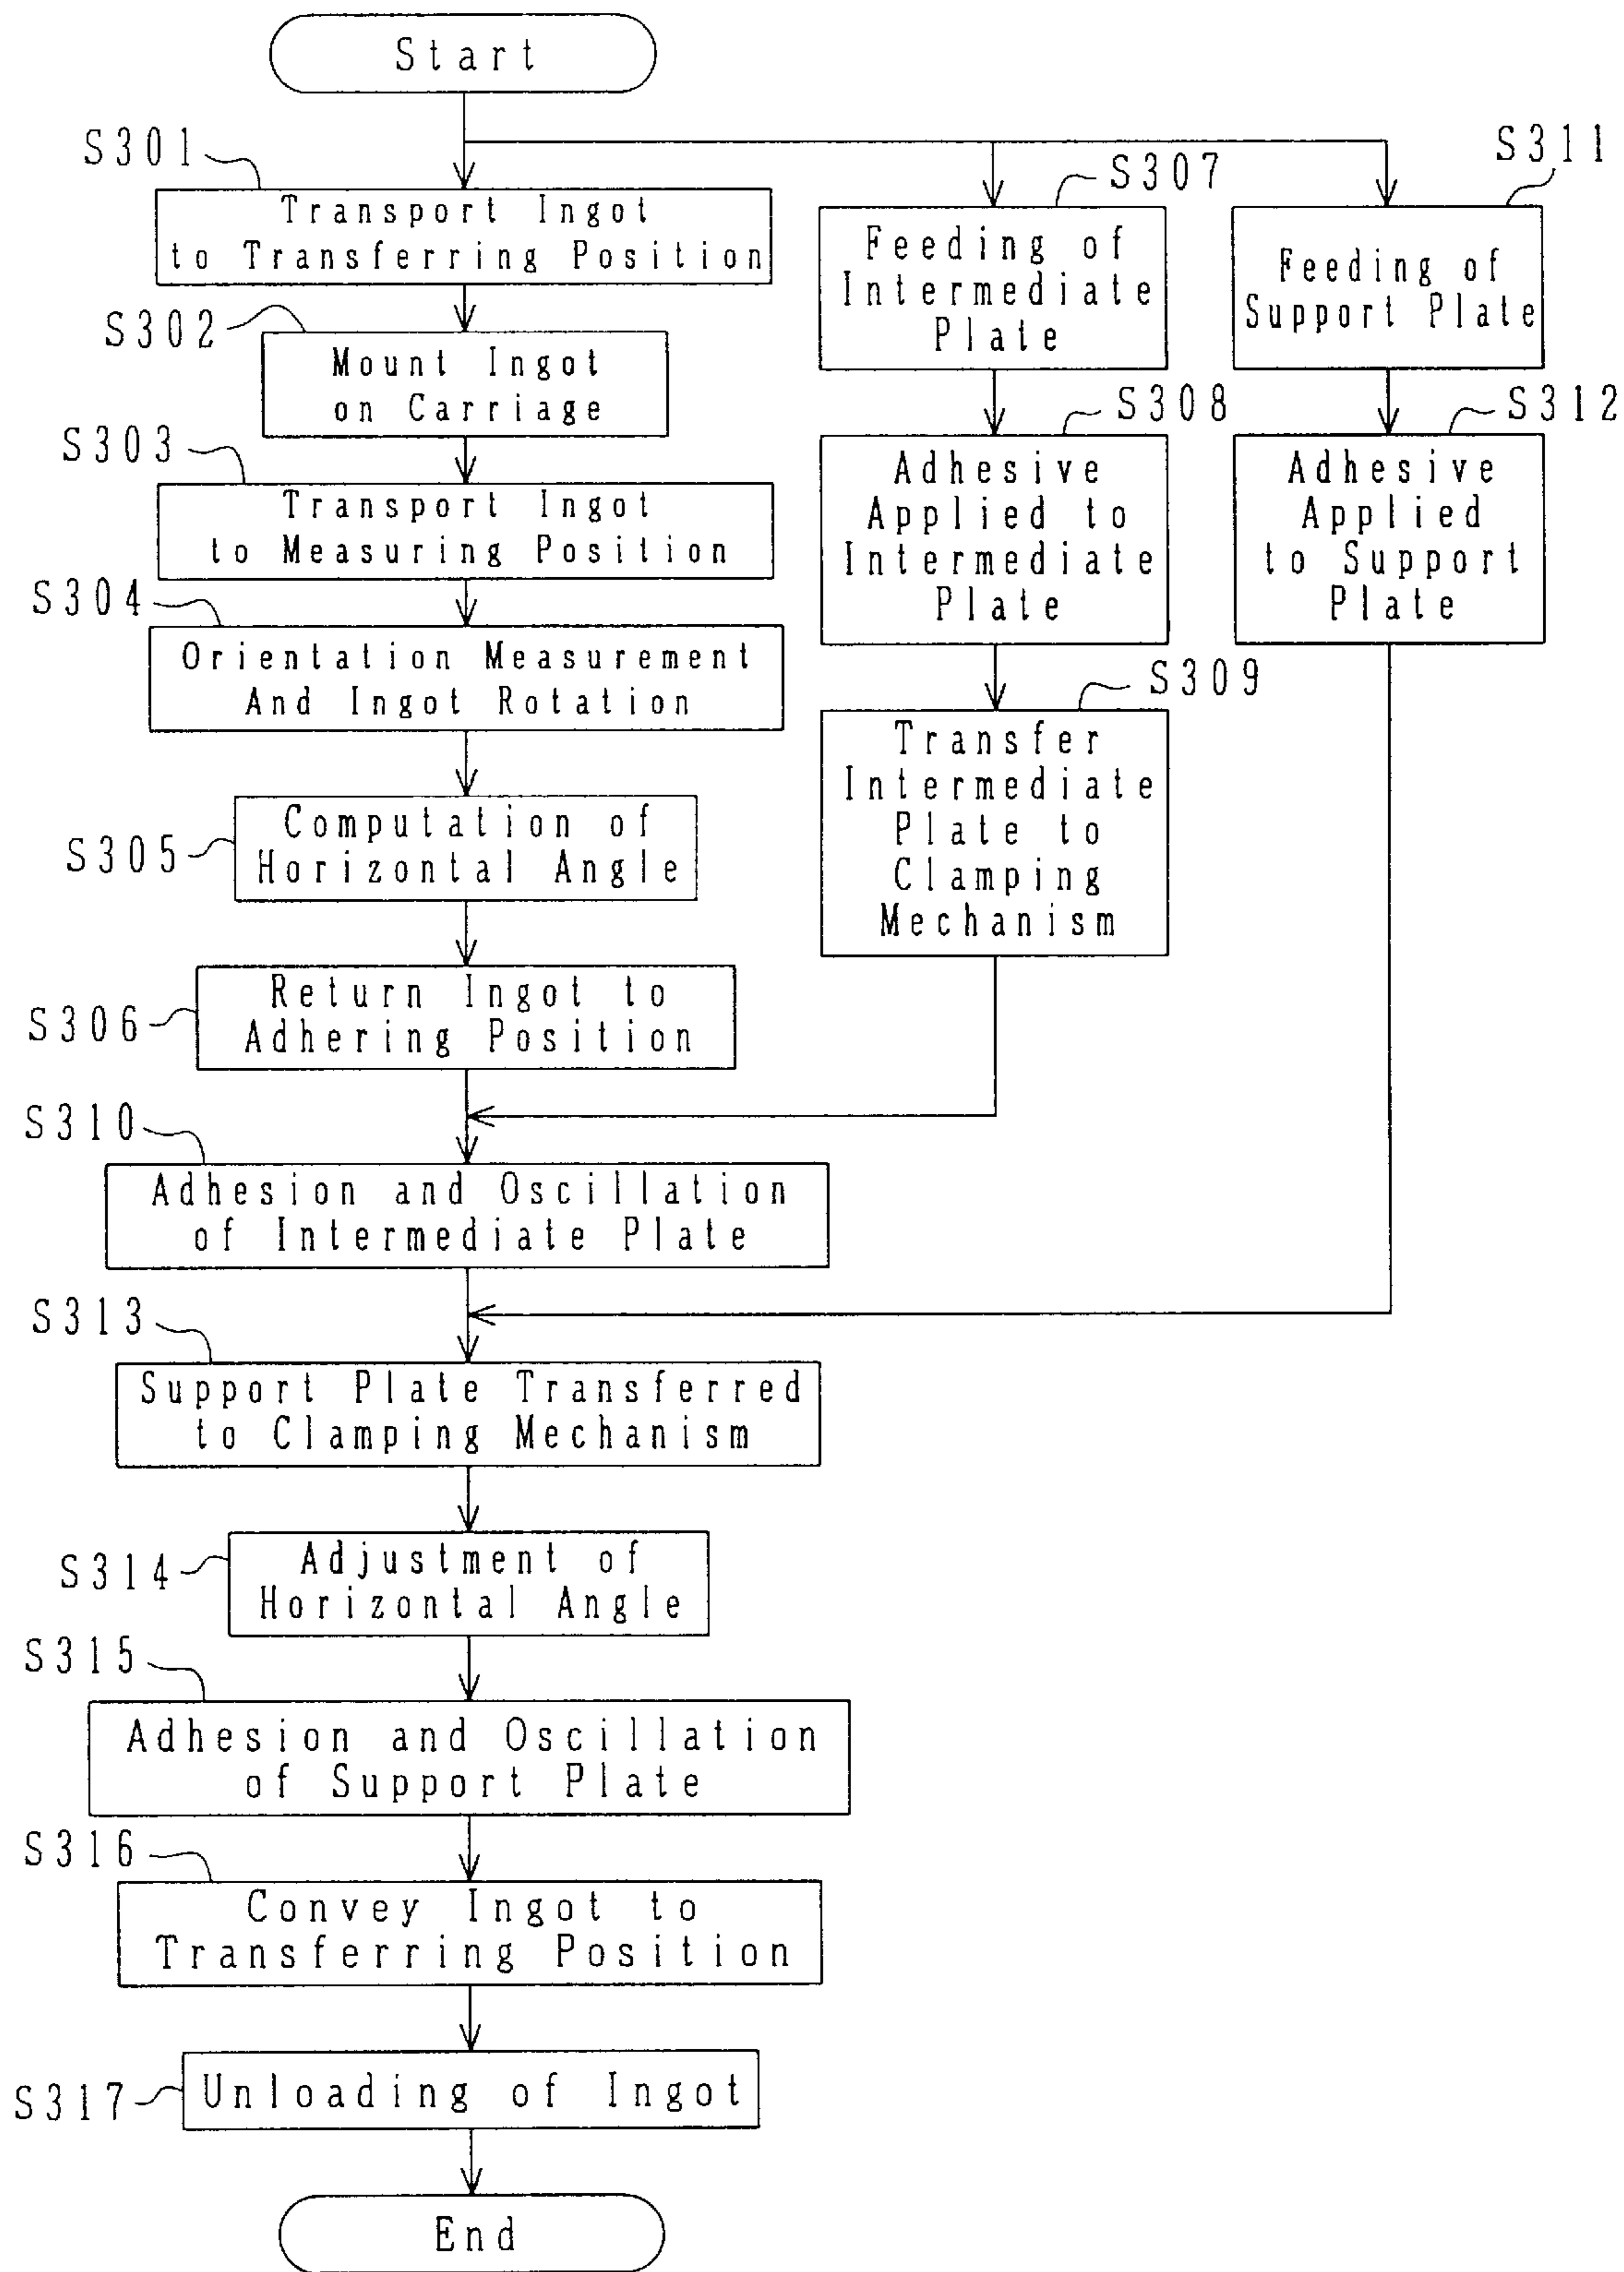 Start
S301
Transport Ingot
to Transferring Position
S302
Mount Ingot
on Carriage
S303
Transport Ingot
to Measuring Position
S304
Orientation Measurement
And Ingot Rotation
S305
Computation of
Horizontal Angle
S306
Return Ingot to
Adhering Position
S307
Feeding of
Intermediate
Plate
S308
Adhesive
Applied to
Intermediate
Plate
S309
Transfer
Intermediate
Plate to
Clamping
Mechanism
S311
Feeding of
Support Plate
S312
Adhesive
Applied
to Support
Plate
S310
Adhesion and Oscillation
of Intermediate Plate
S313
Support Plate Transferred
to Clamping Mechanism
S314
Adjustment of
Horizontal Angle
S315
Adhesion and Oscillation
of Support Plate
S316
Convey Ingot to
Transferring Position
S317
Unloading of Ingot
End